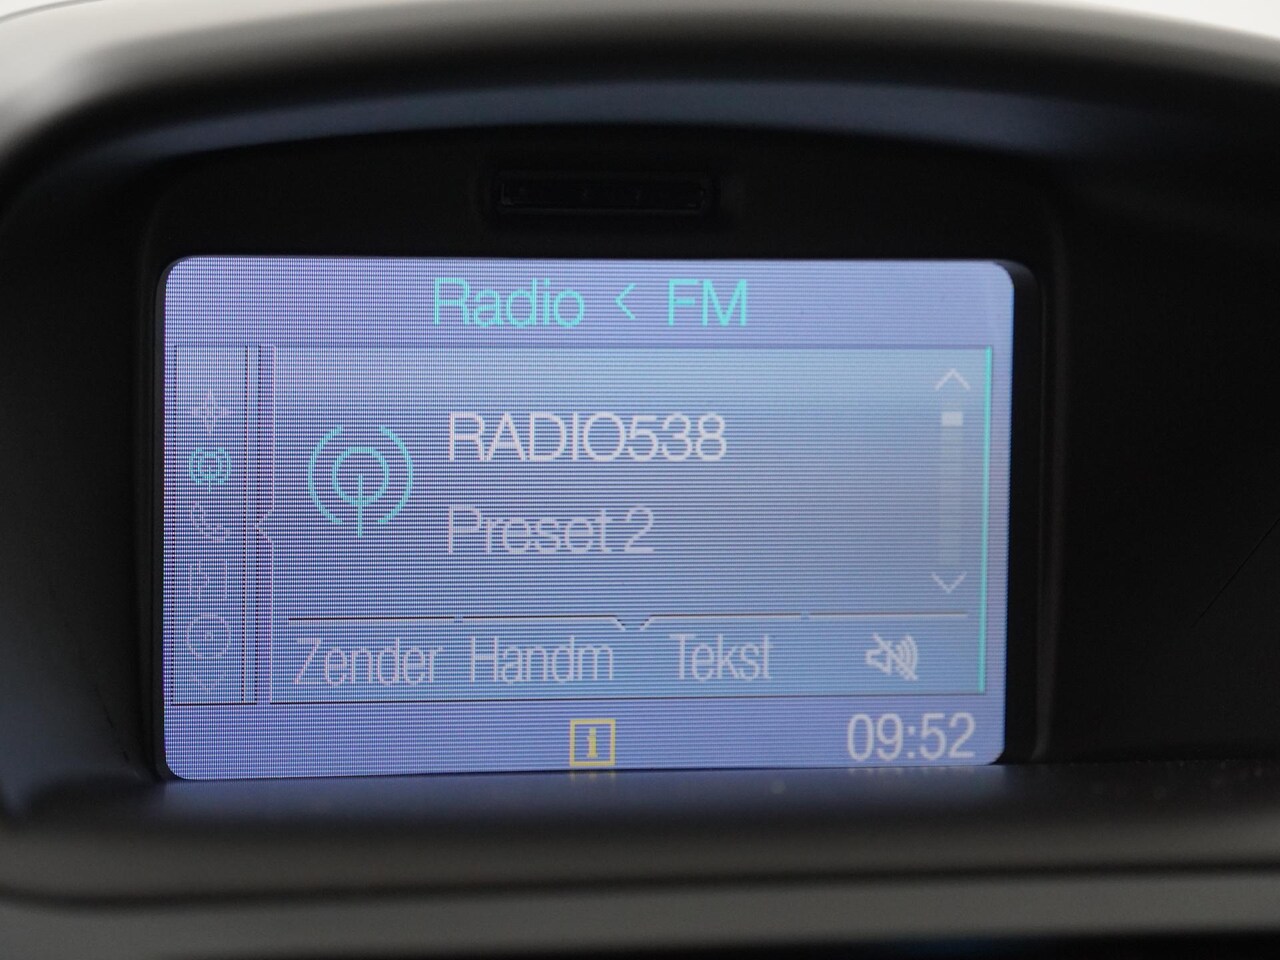 Radio < FM
RADIO538
Preset 2
Zender Handm Tekst
i 09:52